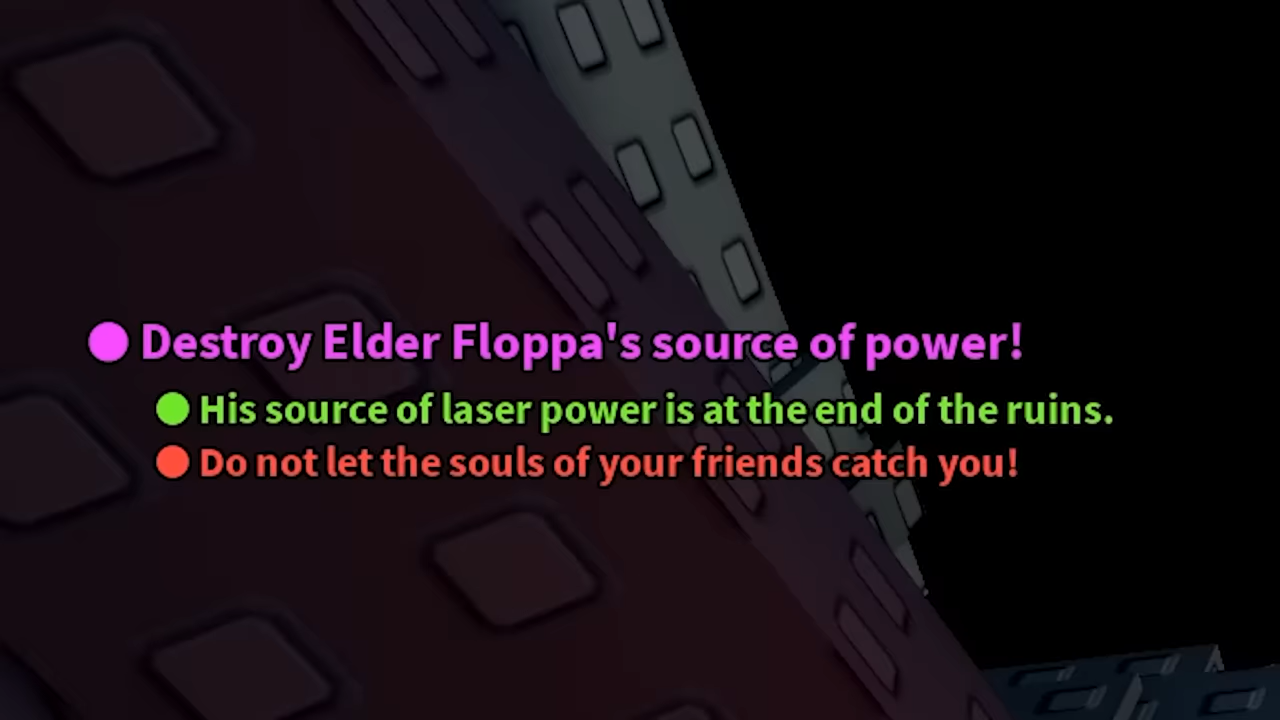 Destroy Elder Floppa's source of power!
His source of laser power is at the end of the ruins.
Do not let the souls of your friends catch you!